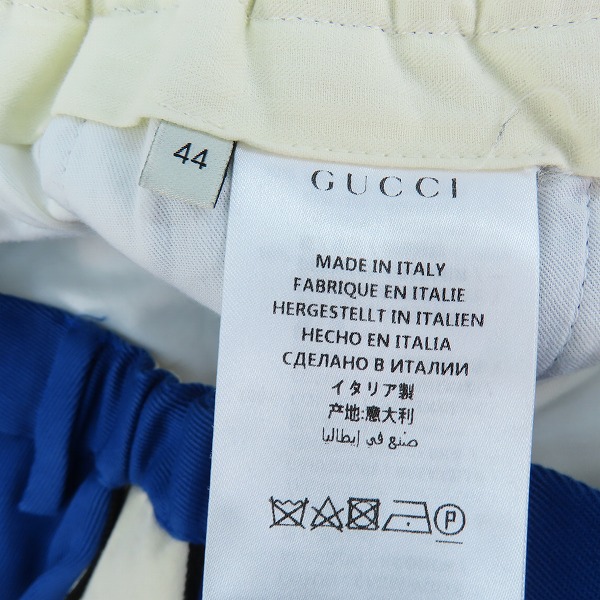 44
GUCCI
MADE IN ITALY
FABRIQUE EN ITALIE
HERGESTELLT IN ITALIEN
HECHO EN ITALIA
СДЕЛАНО В ИТАЛИИ
イタリア製
产地:意大利
صنع في إيطاليا
P